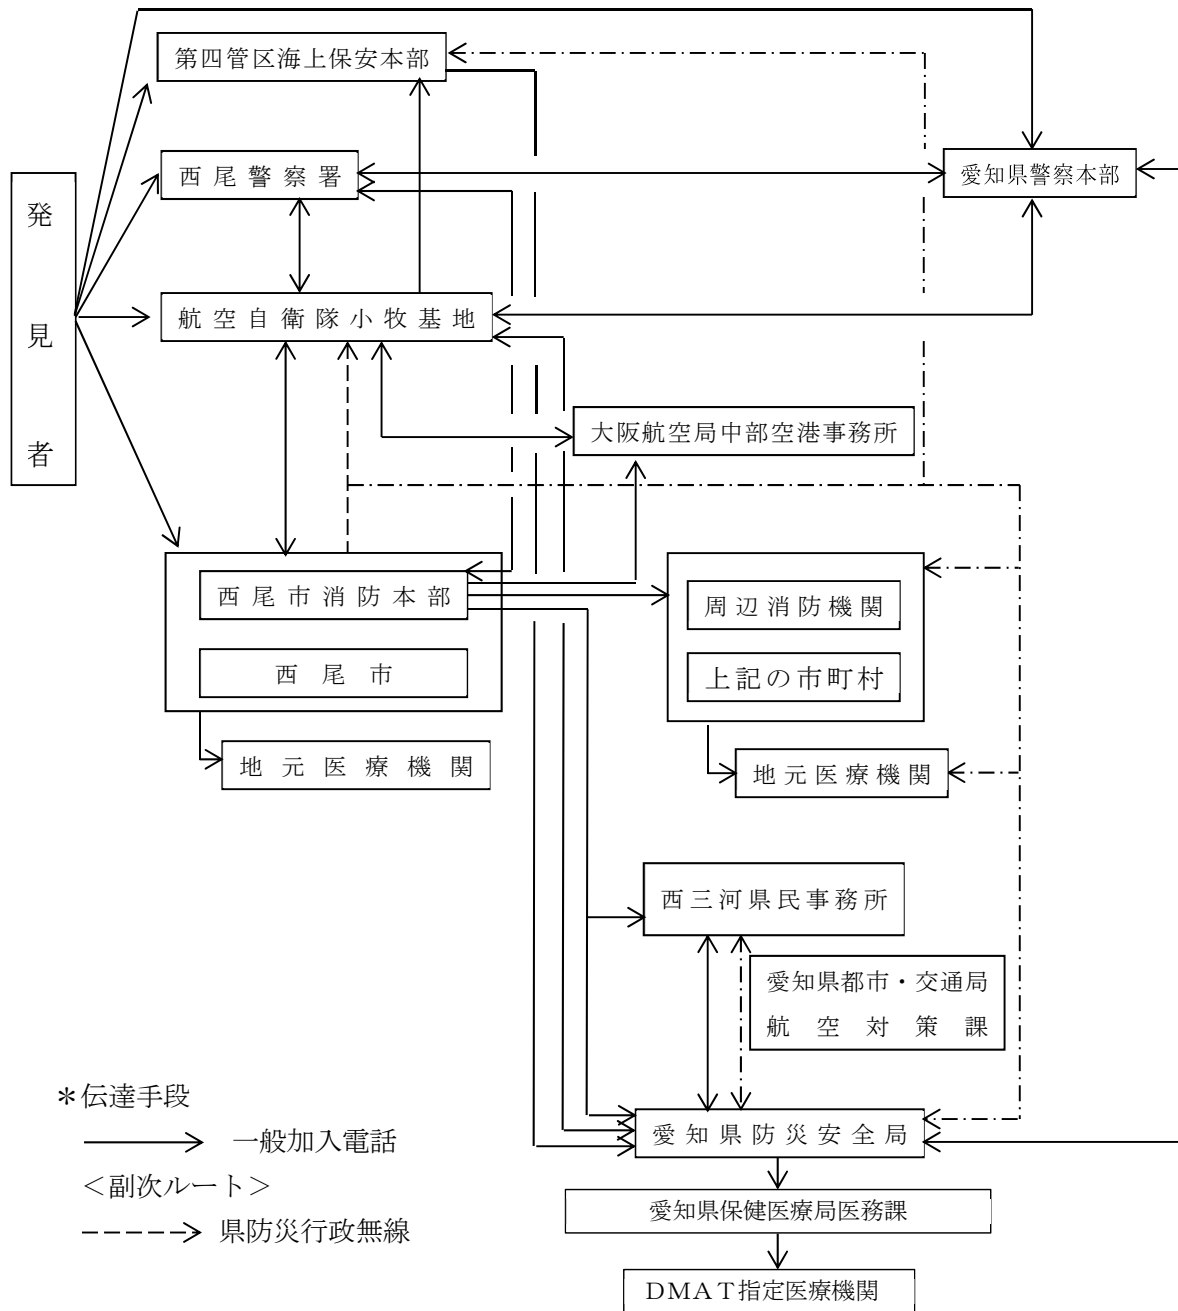 第四管区海上保安本部
西尾警察署
愛知県警察本部
発見者
航空自衛隊小牧基地
大阪航空局中部空港事務所
西尾市消防本部
周辺消防機関
西尾市
上記の市町村
地元医療機関
地元医療機関
西三河県民事務所
愛知県都市・交通局
航空対策課
＊伝達手段
一般加入電話
＜副次ルート＞
県防災行政無線
愛知県防災安全局
愛知県保健医療局医務課
DMAT指定医療機関